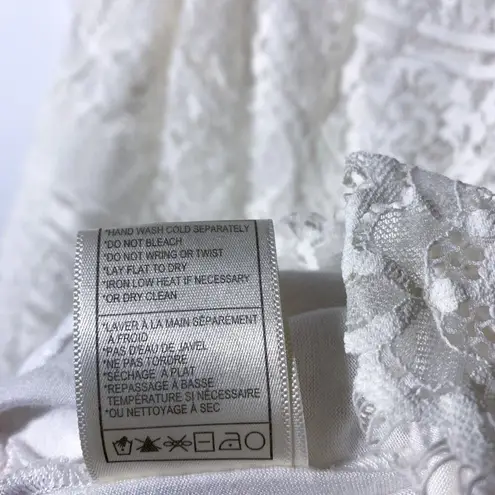 *HAND WASH COLD SEPARATELY
*DO NOT BLEACH
*DO NOT WRING OR TWIST
*LAY FLAT TO DRY
*IRON LOW HEAT IF NECESSARY
*OR DRY CLEAN
*LAVER À LA MAIN SÉPARÉMENT
À FROID
*PAS D'EAU DE JAVEL
*NE PAS TORDRE
*SÉCHAGE À PLAT
*REPASSAGE À BASSE
TEMPÉRATURE SI NÉCESSAIRE
*OU NETTOYAGE À SEC